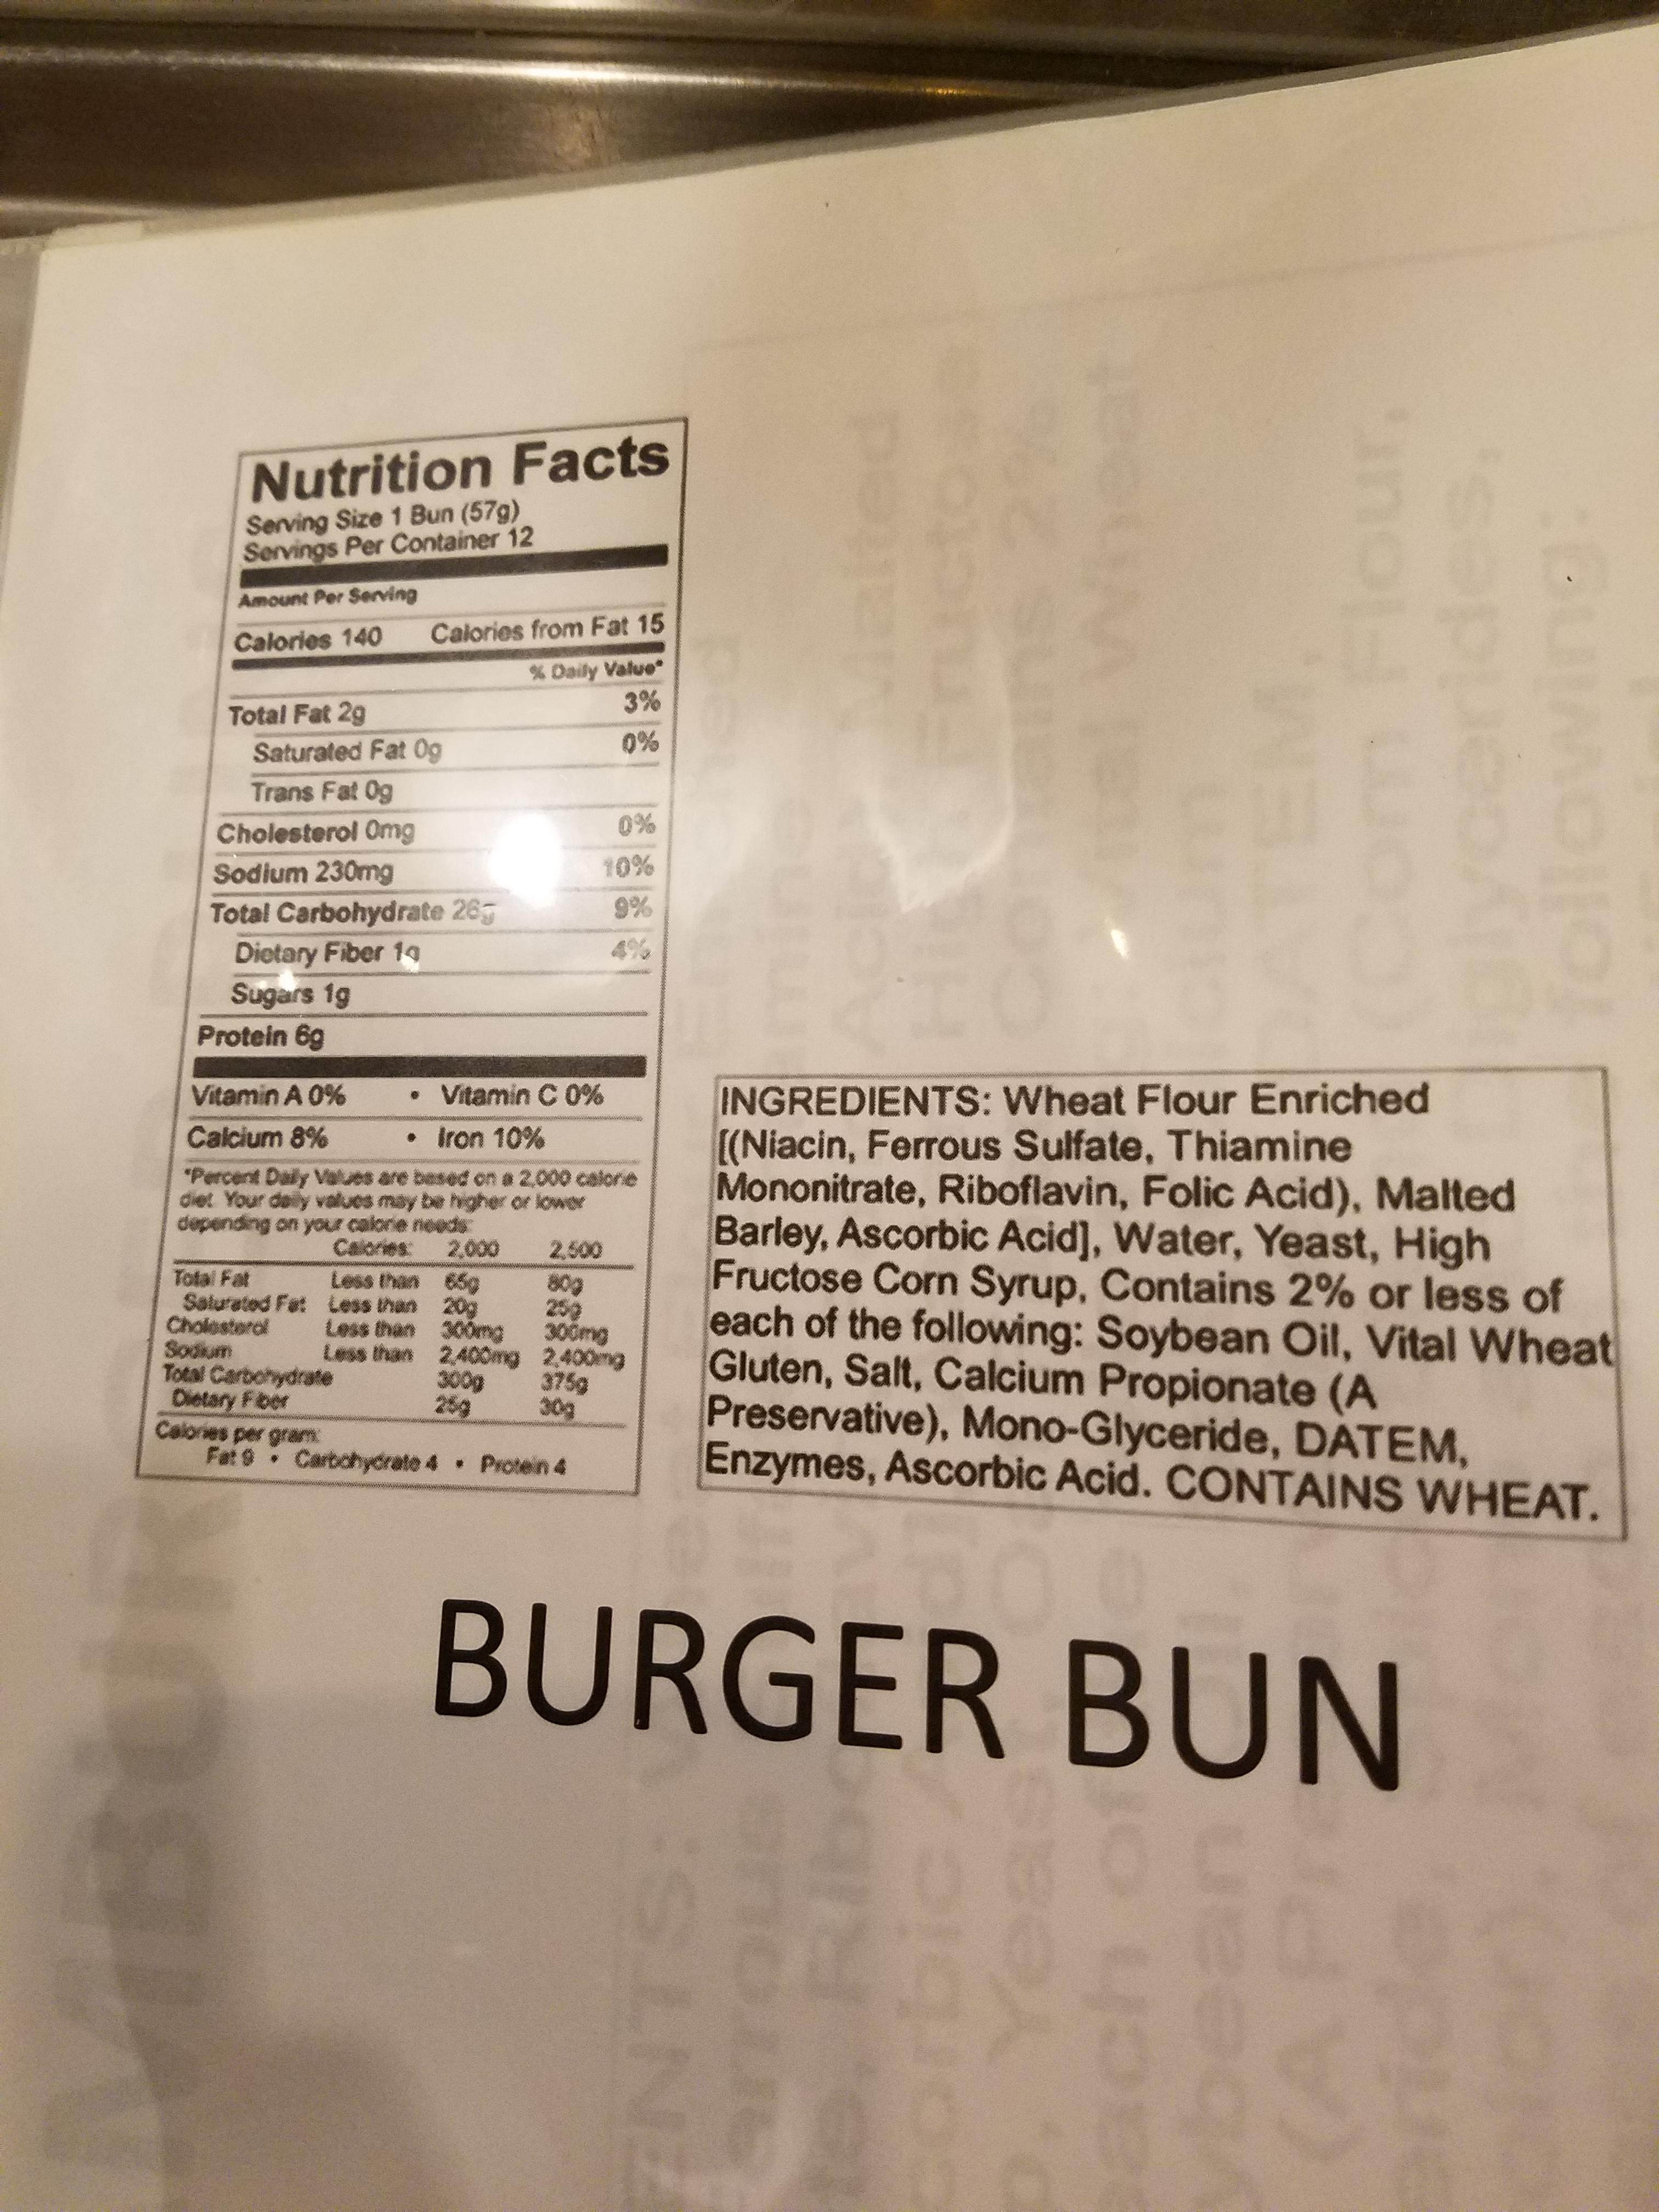 Nutrition Facts
Serving Size 1 Bun (57g)
Servings Per Container 12
Amount Per Serving
Calories 140 Calories from Fat 15
% Daily Value*
Total Fat 2g 3%
Saturated Fat 0g 0%
Trans Fat 0g
Cholesterol 0mg 0%
Sodium 230mg 10%
Total Carbohydrate 26g 9%
Dietary Fiber 1g 4%
Sugars 1g
Protein 6g
Vitamin A 0% • Vitamin C 0%
Calcium 8% • Iron 10%
*Percent Daily Values are based on a 2,000 calorie
diet. Your daily values may be higher or lower
depending on your calorie needs:
Calories: 2,000 2,500
Total Fat Less than 65g 80g
Saturated Fat Less than 20g 25g
Cholesterol Less than 300mg 300mg
Sodium Less than 2,400mg 2,400mg
Total Carbohydrate 300g 375g
Dietary Fiber 25g 30g
Calories per gram:
Fat 9 • Carbohydrate 4 • Protein 4
INGREDIENTS: Wheat Flour Enriched
[(Niacin, Ferrous Sulfate, Thiamine
Mononitrate, Riboflavin, Folic Acid), Malted
Barley, Ascorbic Acid], Water, Yeast, High
Fructose Corn Syrup, Contains 2% or less of
each of the following: Soybean Oil, Vital Wheat
Gluten, Salt, Calcium Propionate (A
Preservative), Mono-Glyceride, DATEM,
Enzymes, Ascorbic Acid. CONTAINS WHEAT.
BURGER BUN